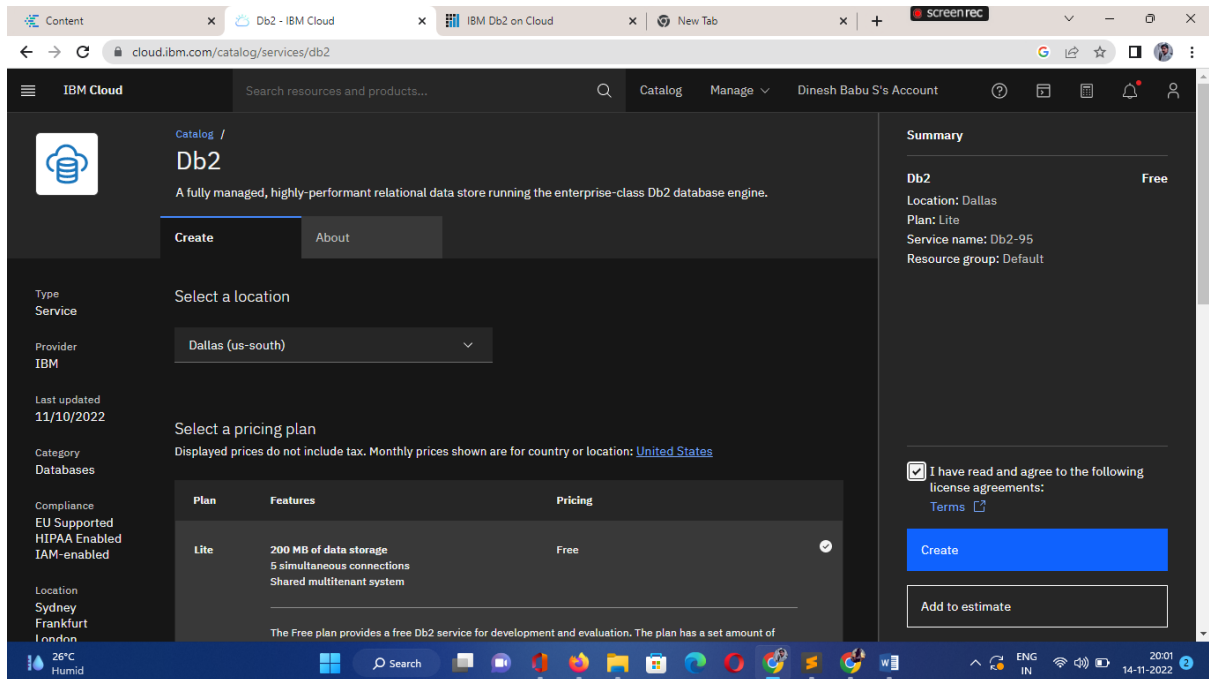 Content
Db2 - IBM Cloud
IBM Db2 on Cloud
New Tab
screenrec
cloud.ibm.com/catalog/services/db2
IBM Cloud
Search resources and products...
Catalog
Manage
Dinesh Babu S's Account
Catalog /
Db2
A fully managed, highly-performant relational data store running the enterprise-class Db2 database engine.
Create
About
Type
Service
Provider
IBM
Last updated
11/10/2022
Category
Databases
Compliance
EU Supported
HIPAA Enabled
IAM-enabled
Location
Sydney
Frankfurt
London
Select a location
Dallas (us-south)
Select a pricing plan
Displayed prices do not include tax. Monthly prices shown are for country or location: United States
Plan Features Pricing
Lite 200 MB of data storage Free
5 simultaneous connections
Shared multitenant system
The Free plan provides a free Db2 service for development and evaluation. The plan has a set amount of
Summary
Db2 Free
Location: Dallas
Plan: Lite
Service name: Db2-95
Resource group: Default
I have read and agree to the following
license agreements:
Terms
Create
Add to estimate
26°C
Humid
Search
ENG
IN
20:01
14-11-2022
2